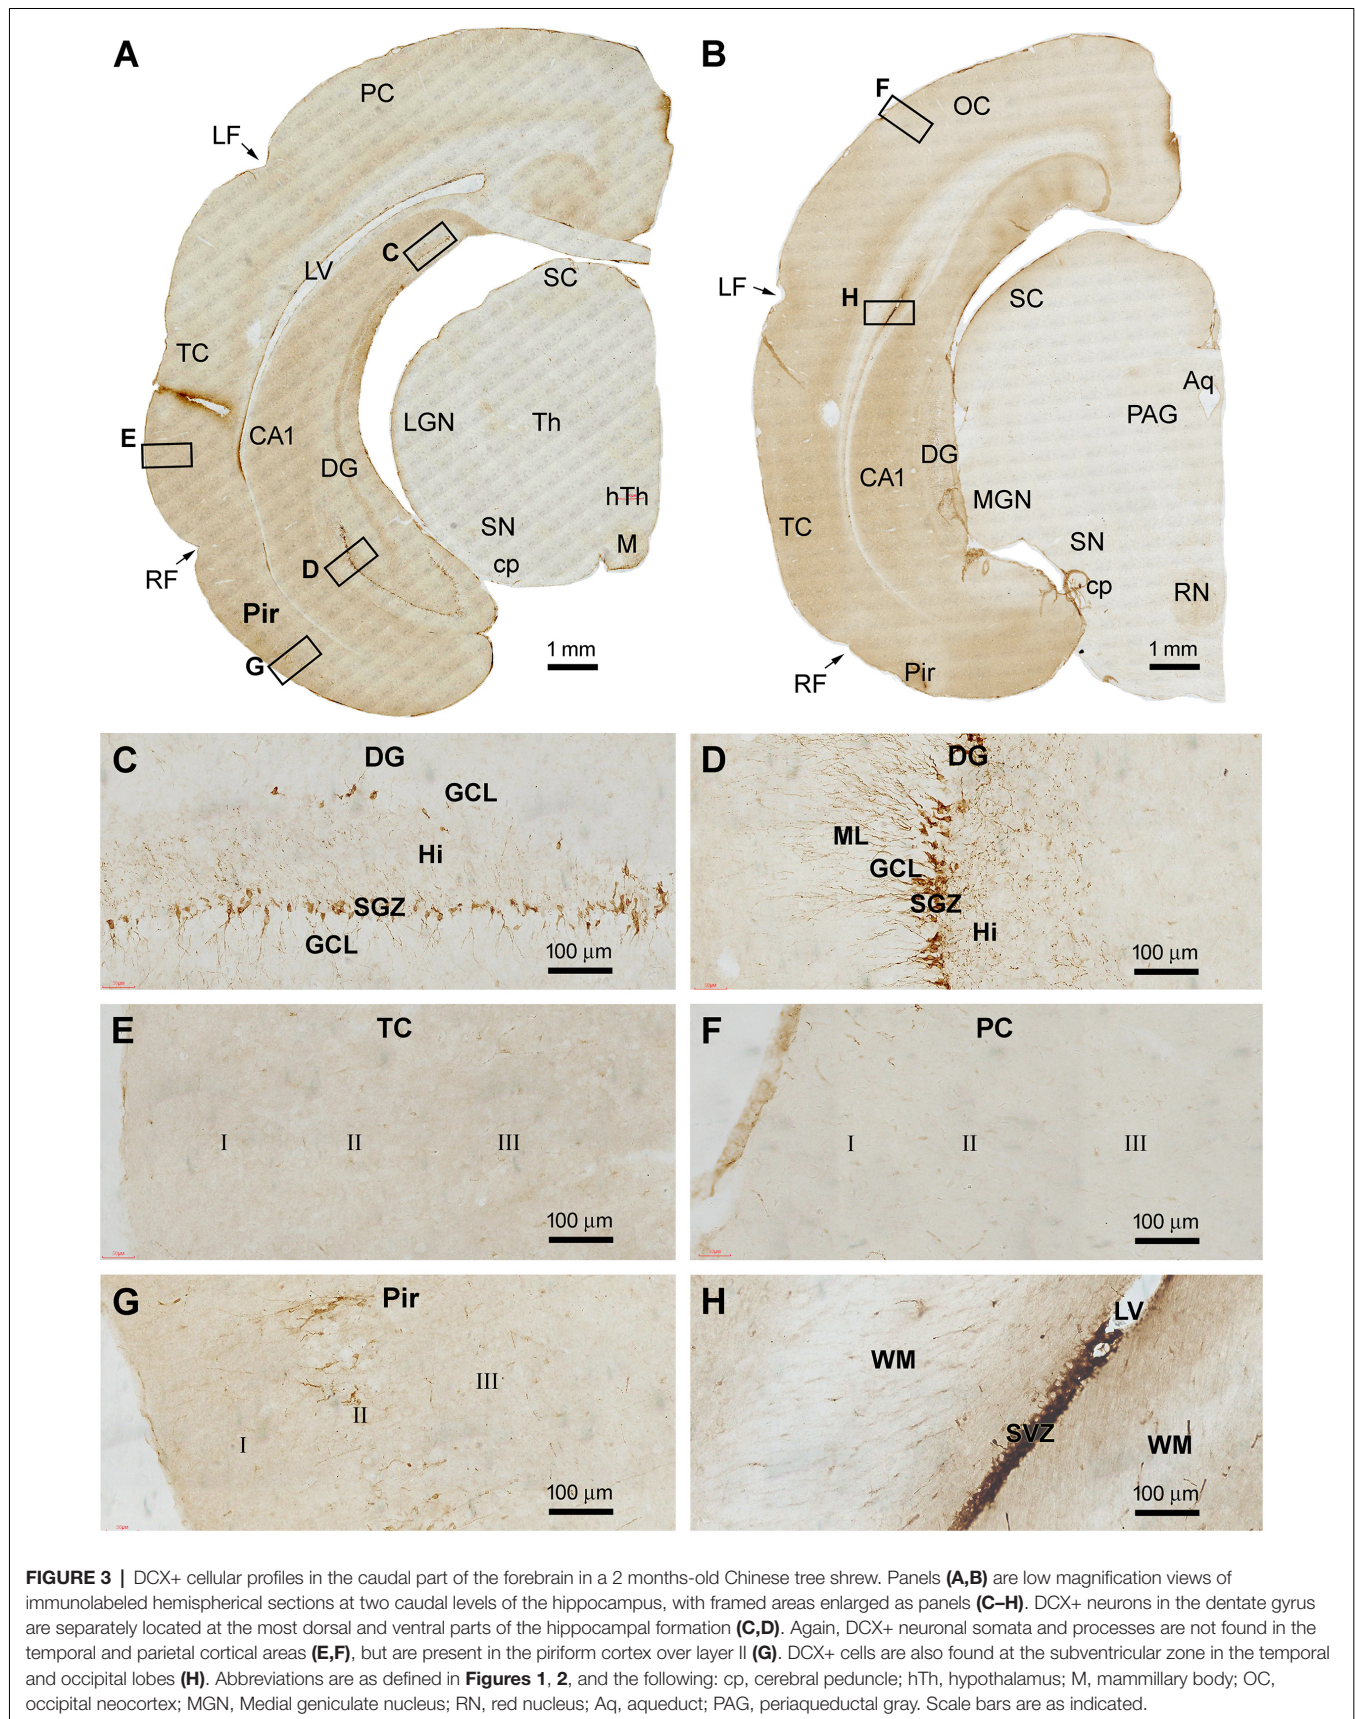 A
PC
LF
LV
C
SC
TC
E
CA1
LGN
Th
DG
hTh
SN
M
D
cp
RF
Pir
G
1 mm
B
F
OC
LF
H
SC
Aq
PAG
DG
CA1
MGN
TC
SN
cp
RN
RF
Pir
1 mm
C
DG
GCL
Hi
SGZ
GCL
100 μm
D
DG
ML
GCL
SGZ
Hi
100 μm
E
TC
I II III
100 μm
F
PC
I II III
100 μm
G
Pir
III
II
I
100 μm
H
LV
WM
SVZ
WM
100 μm
FIGURE 3 | DCX+ cellular profiles in the caudal part of the forebrain in a 2 months-old Chinese tree shrew. Panels (A,B) are low magnification views of
immunolabeled hemispherical sections at two caudal levels of the hippocampus, with framed areas enlarged as panels (C–H). DCX+ neurons in the dentate gyrus
are separately located at the most dorsal and ventral parts of the hippocampal formation (C,D). Again, DCX+ neuronal somata and processes are not found in the
temporal and parietal cortical areas (E,F), but are present in the piriform cortex over layer II (G). DCX+ cells are also found at the subventricular zone in the temporal
and occipital lobes (H). Abbreviations are as defined in Figures 1, 2, and the following: cp, cerebral peduncle; hTh, hypothalamus; M, mammillary body; OC,
occipital neocortex; MGN, Medial geniculate nucleus; RN, red nucleus; Aq, aqueduct; PAG, periaqueductal gray. Scale bars are as indicated.